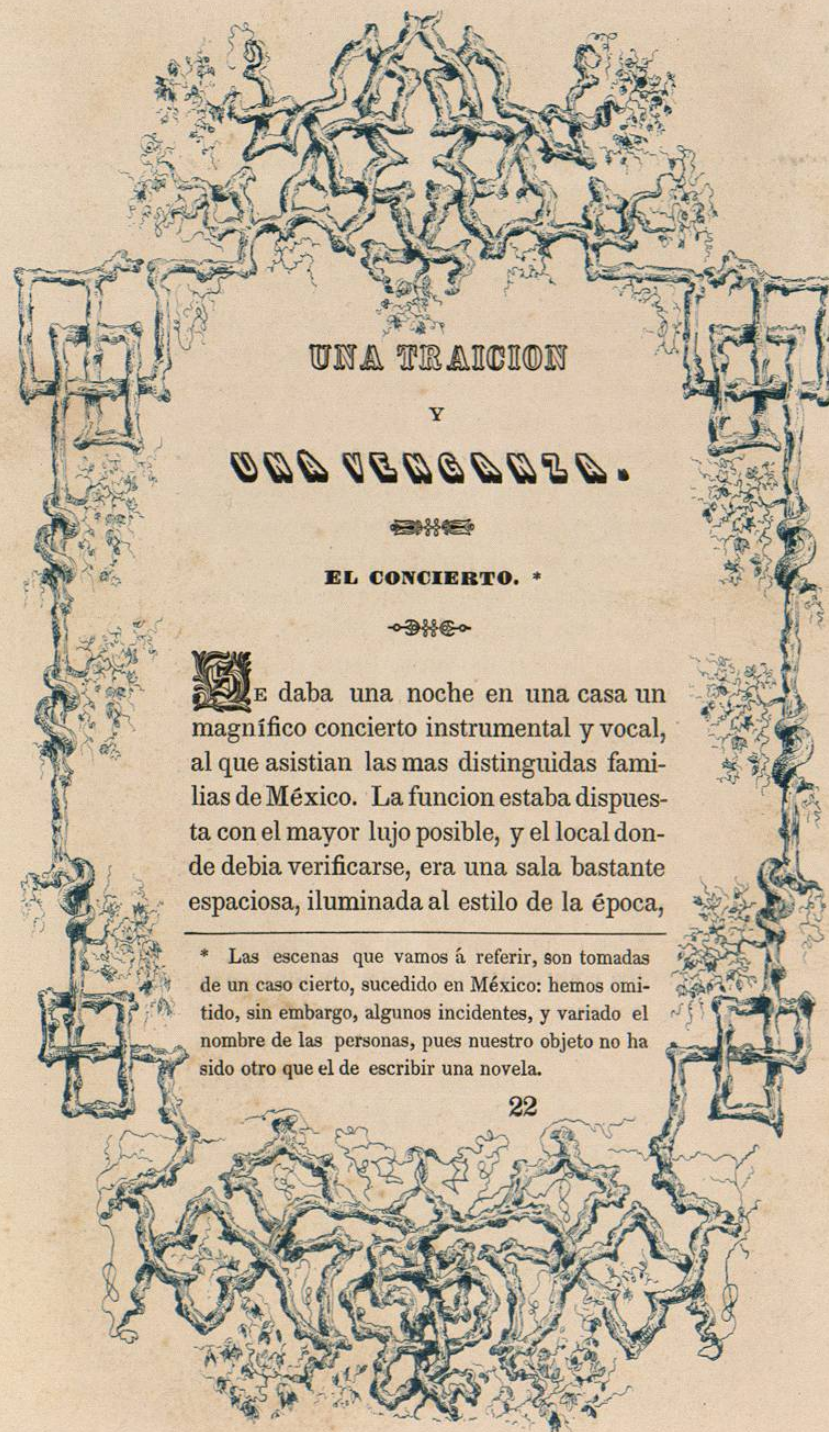 UNA TRAICION
Y
UNA VENGANZA.
EL CONCIERTO. *
SE daba una noche en una casa un
magnífico concierto instrumental y vocal,
al que asistian las mas distinguidas fami-
lias de México. La funcion estaba dispues-
ta con el mayor lujo posible, y el local don-
de debia verificarse, era una sala bastante
espaciosa, iluminada al estilo de la época,
* Las escenas que vamos á referir, son tomadas
de un caso cierto, sucedido en México: hemos omi-
tido, sin embargo, algunos incidentes, y variado el
nombre de las personas, pues nuestro objeto no ha
sido otro que el de escribir una novela.
22